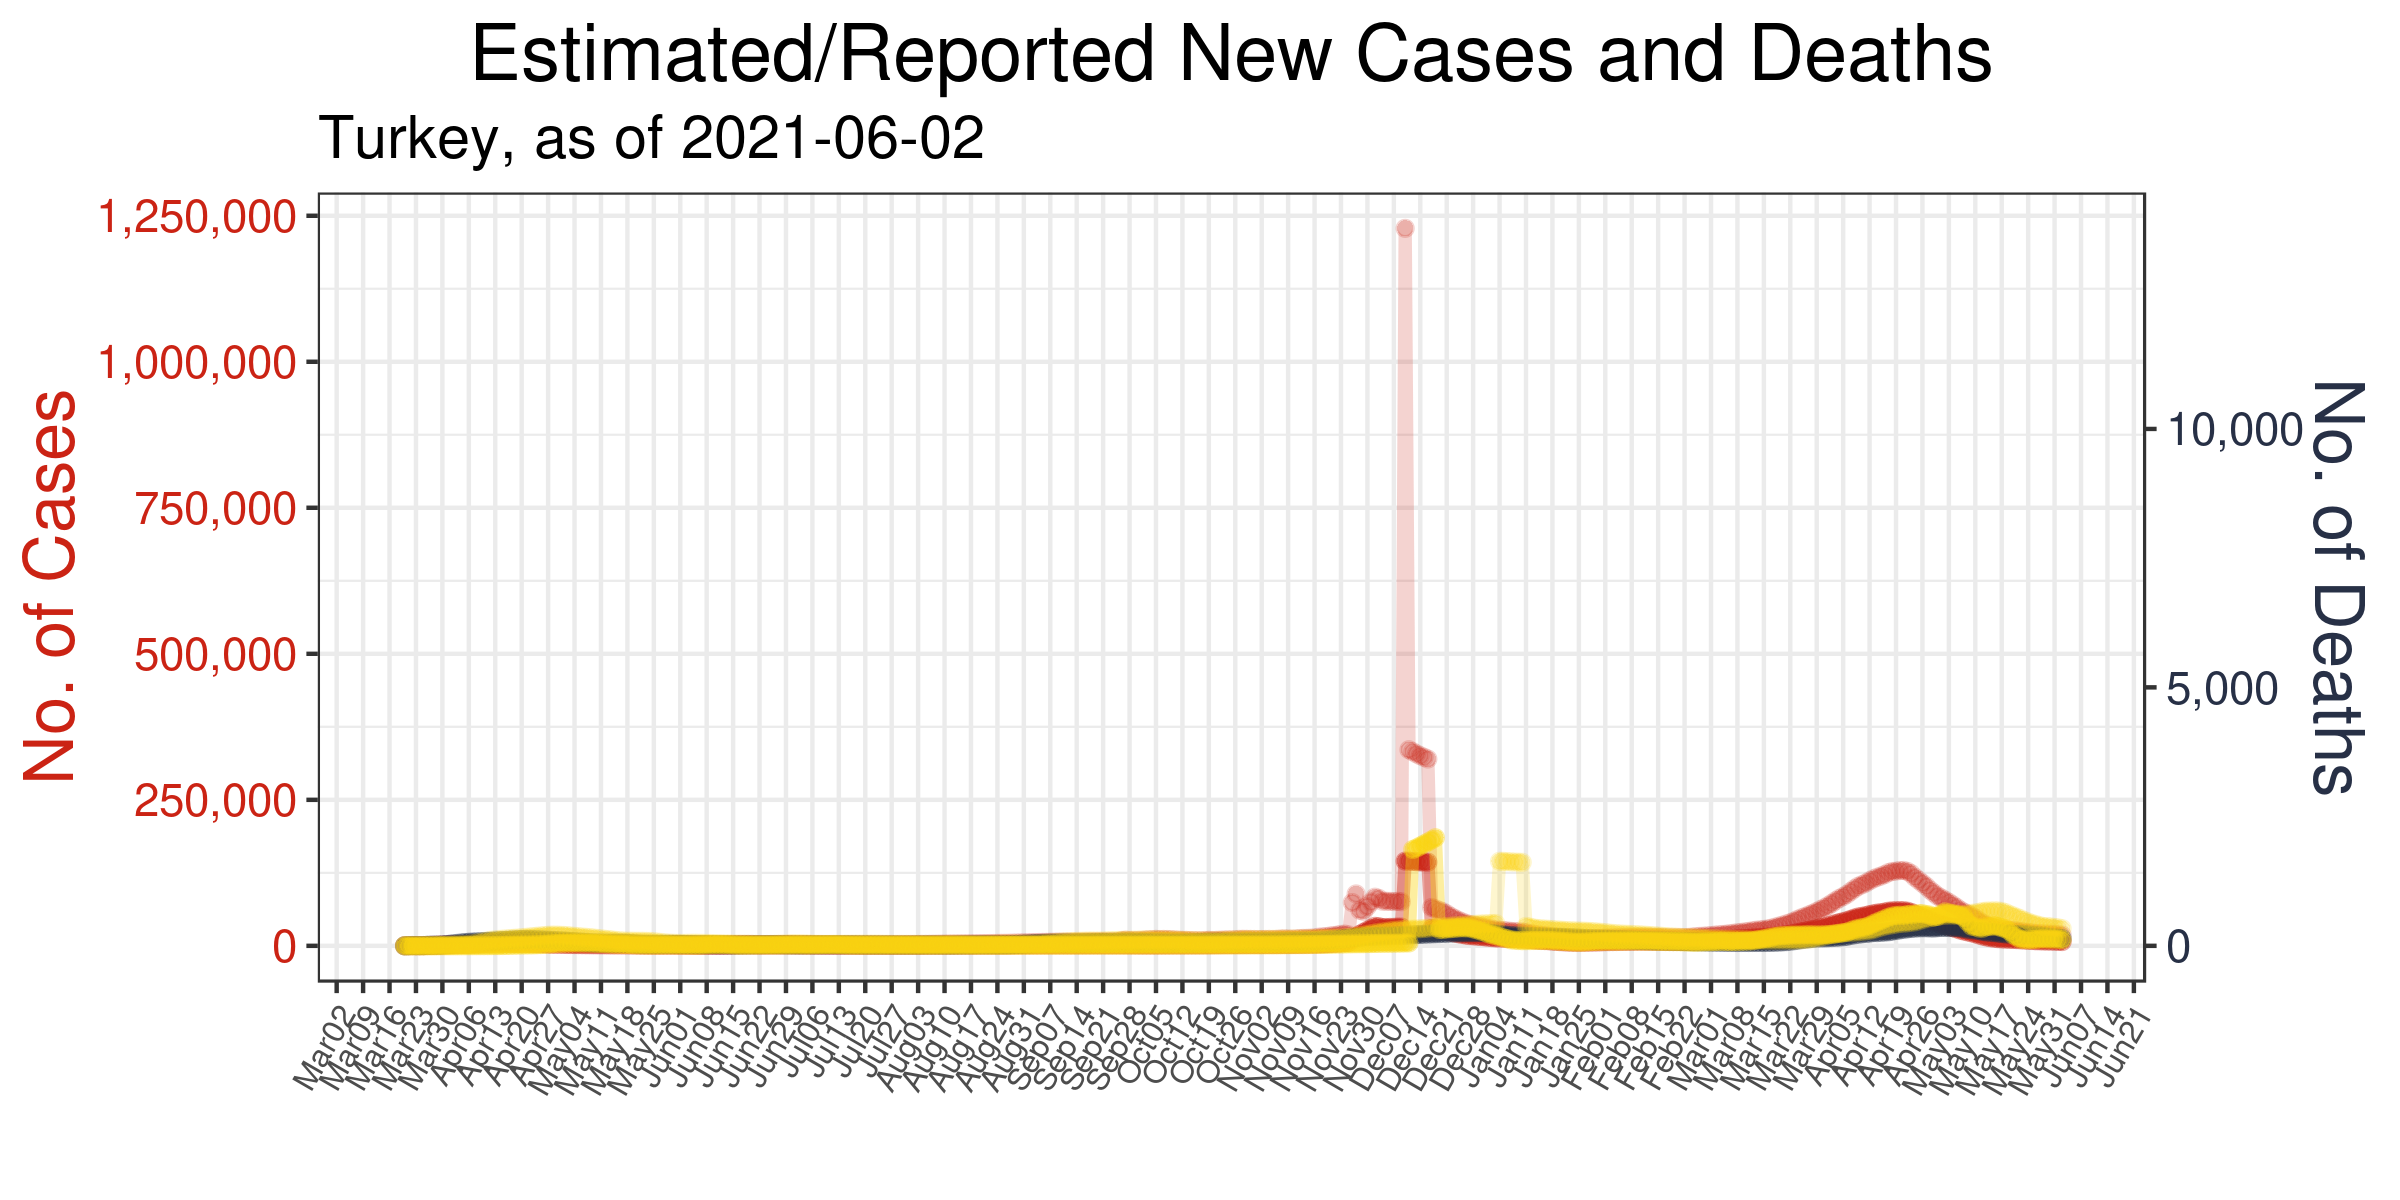 Estimated/Reported New Cases and Deaths
Turkey, as of 2021-06-02
No. of Cases
1,250,000
1,000,000
750,000
500,000
250,000
0
No. of Deaths
10,000
5,000
0
Mar02
Mar09
Mar16
Mar23
Mar30
Apr06
Apr13
Apr20
Apr27
May04
May11
May18
May25
Jun01
Jun08
Jun15
Jun22
Jun29
Jul06
Jul13
Jul20
Jul27
Aug03
Aug10
Aug17
Aug24
Aug31
Sep07
Sep14
Sep21
Sep28
Oct05
Oct12
Oct19
Oct26
Nov02
Nov09
Nov16
Nov23
Nov30
Dec07
Dec14
Dec21
Dec28
Jan04
Jan11
Jan18
Jan25
Feb01
Feb08
Feb15
Feb22
Mar01
Mar08
Mar15
Mar22
Mar29
Apr05
Apr12
Apr19
Apr26
May03
May10
May17
May24
May31
Jun07
Jun14
Jun21